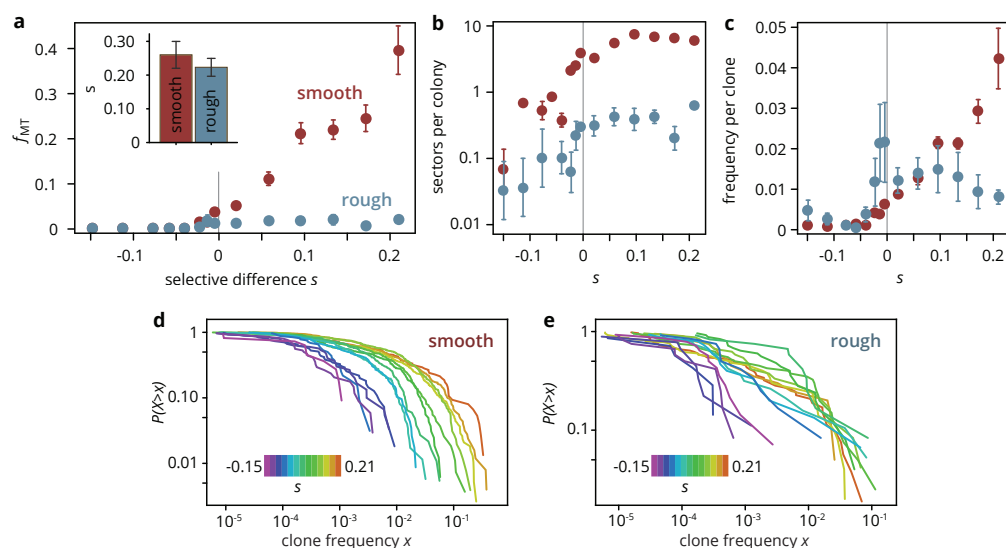 a
f_MT
0.4
0.3
0.2
0.1
0
-0.1
0
0.1
0.2
selective difference s
smooth
rough
s
0.30
0.20
0.10
0
smooth
rough
b
sectors per colony
10
1
0.1
0.01
-0.1
0
0.1
0.2
s
c
frequency per clone
0.05
0.04
0.03
0.02
0.01
0
-0.1
0
0.1
0.2
s
d
smooth
P(X>x)
1
0.10
0.01
-0.15
0.21
s
10⁻⁵
10⁻⁴
10⁻³
10⁻²
10⁻¹
clone frequency x
e
rough
P(X>x)
1
0.1
-0.15
0.21
s
10⁻⁵
10⁻⁴
10⁻³
10⁻²
10⁻¹
clone frequency x